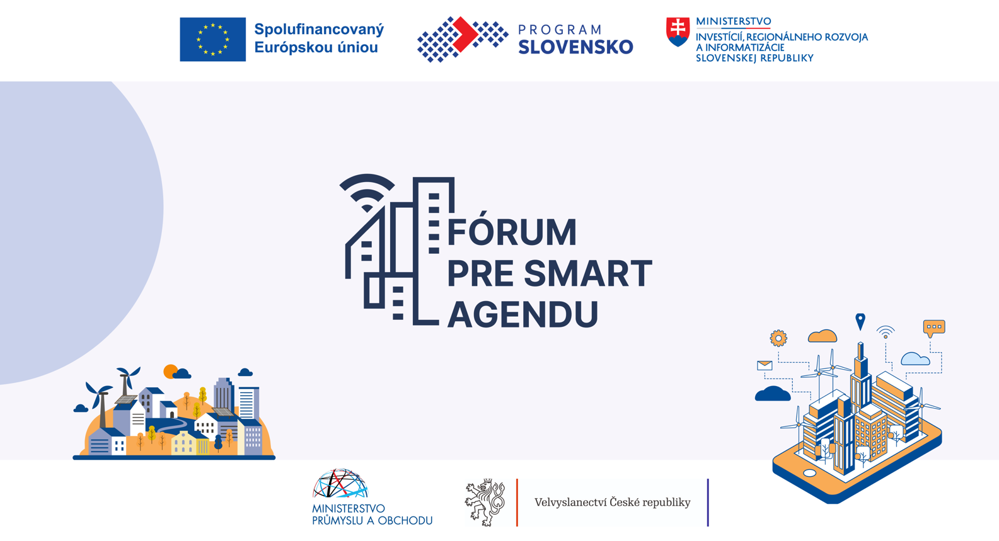 Spolufinancovaný
Európskou úniou
PROGRAM
SLOVENSKO
MINISTERSTVO
INVESTÍCIÍ, REGIONÁLNEHO ROZVOJA
A INFORMATIZÁCIE
SLOVENSKEJ REPUBLIKY
FÓRUM
PRE SMART
AGENDU
MINISTERSTVO
PRŮMYSLU A OBCHODU
Velvyslanectví České republiky